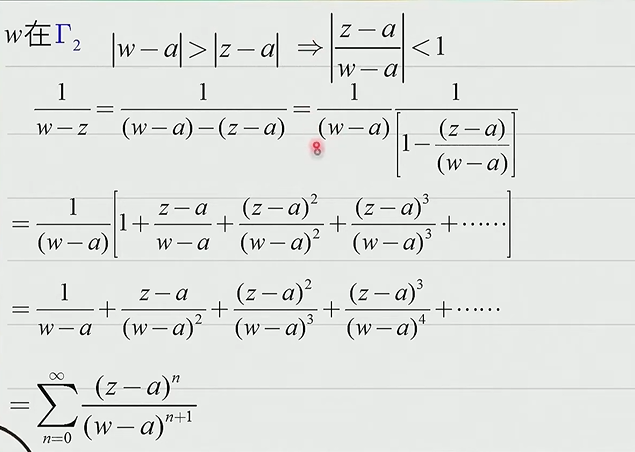 w在Γ₂ |w−a|>|z−a| ⇒ |(z−a)/(w−a)|<1
1/(w−z) = 1/((w−a)−(z−a)) = 1/(w−a) 1/[1−(z−a)/(w−a)]
= 1/(w−a) [1+(z−a)/(w−a)+(z−a)²/(w−a)²+(z−a)³/(w−a)³+······]
= 1/(w−a)+(z−a)/(w−a)²+(z−a)²/(w−a)³+(z−a)³/(w−a)⁴+······
= ∑_{n=0}^{∞} (z−a)ⁿ/(w−a)ⁿ⁺¹